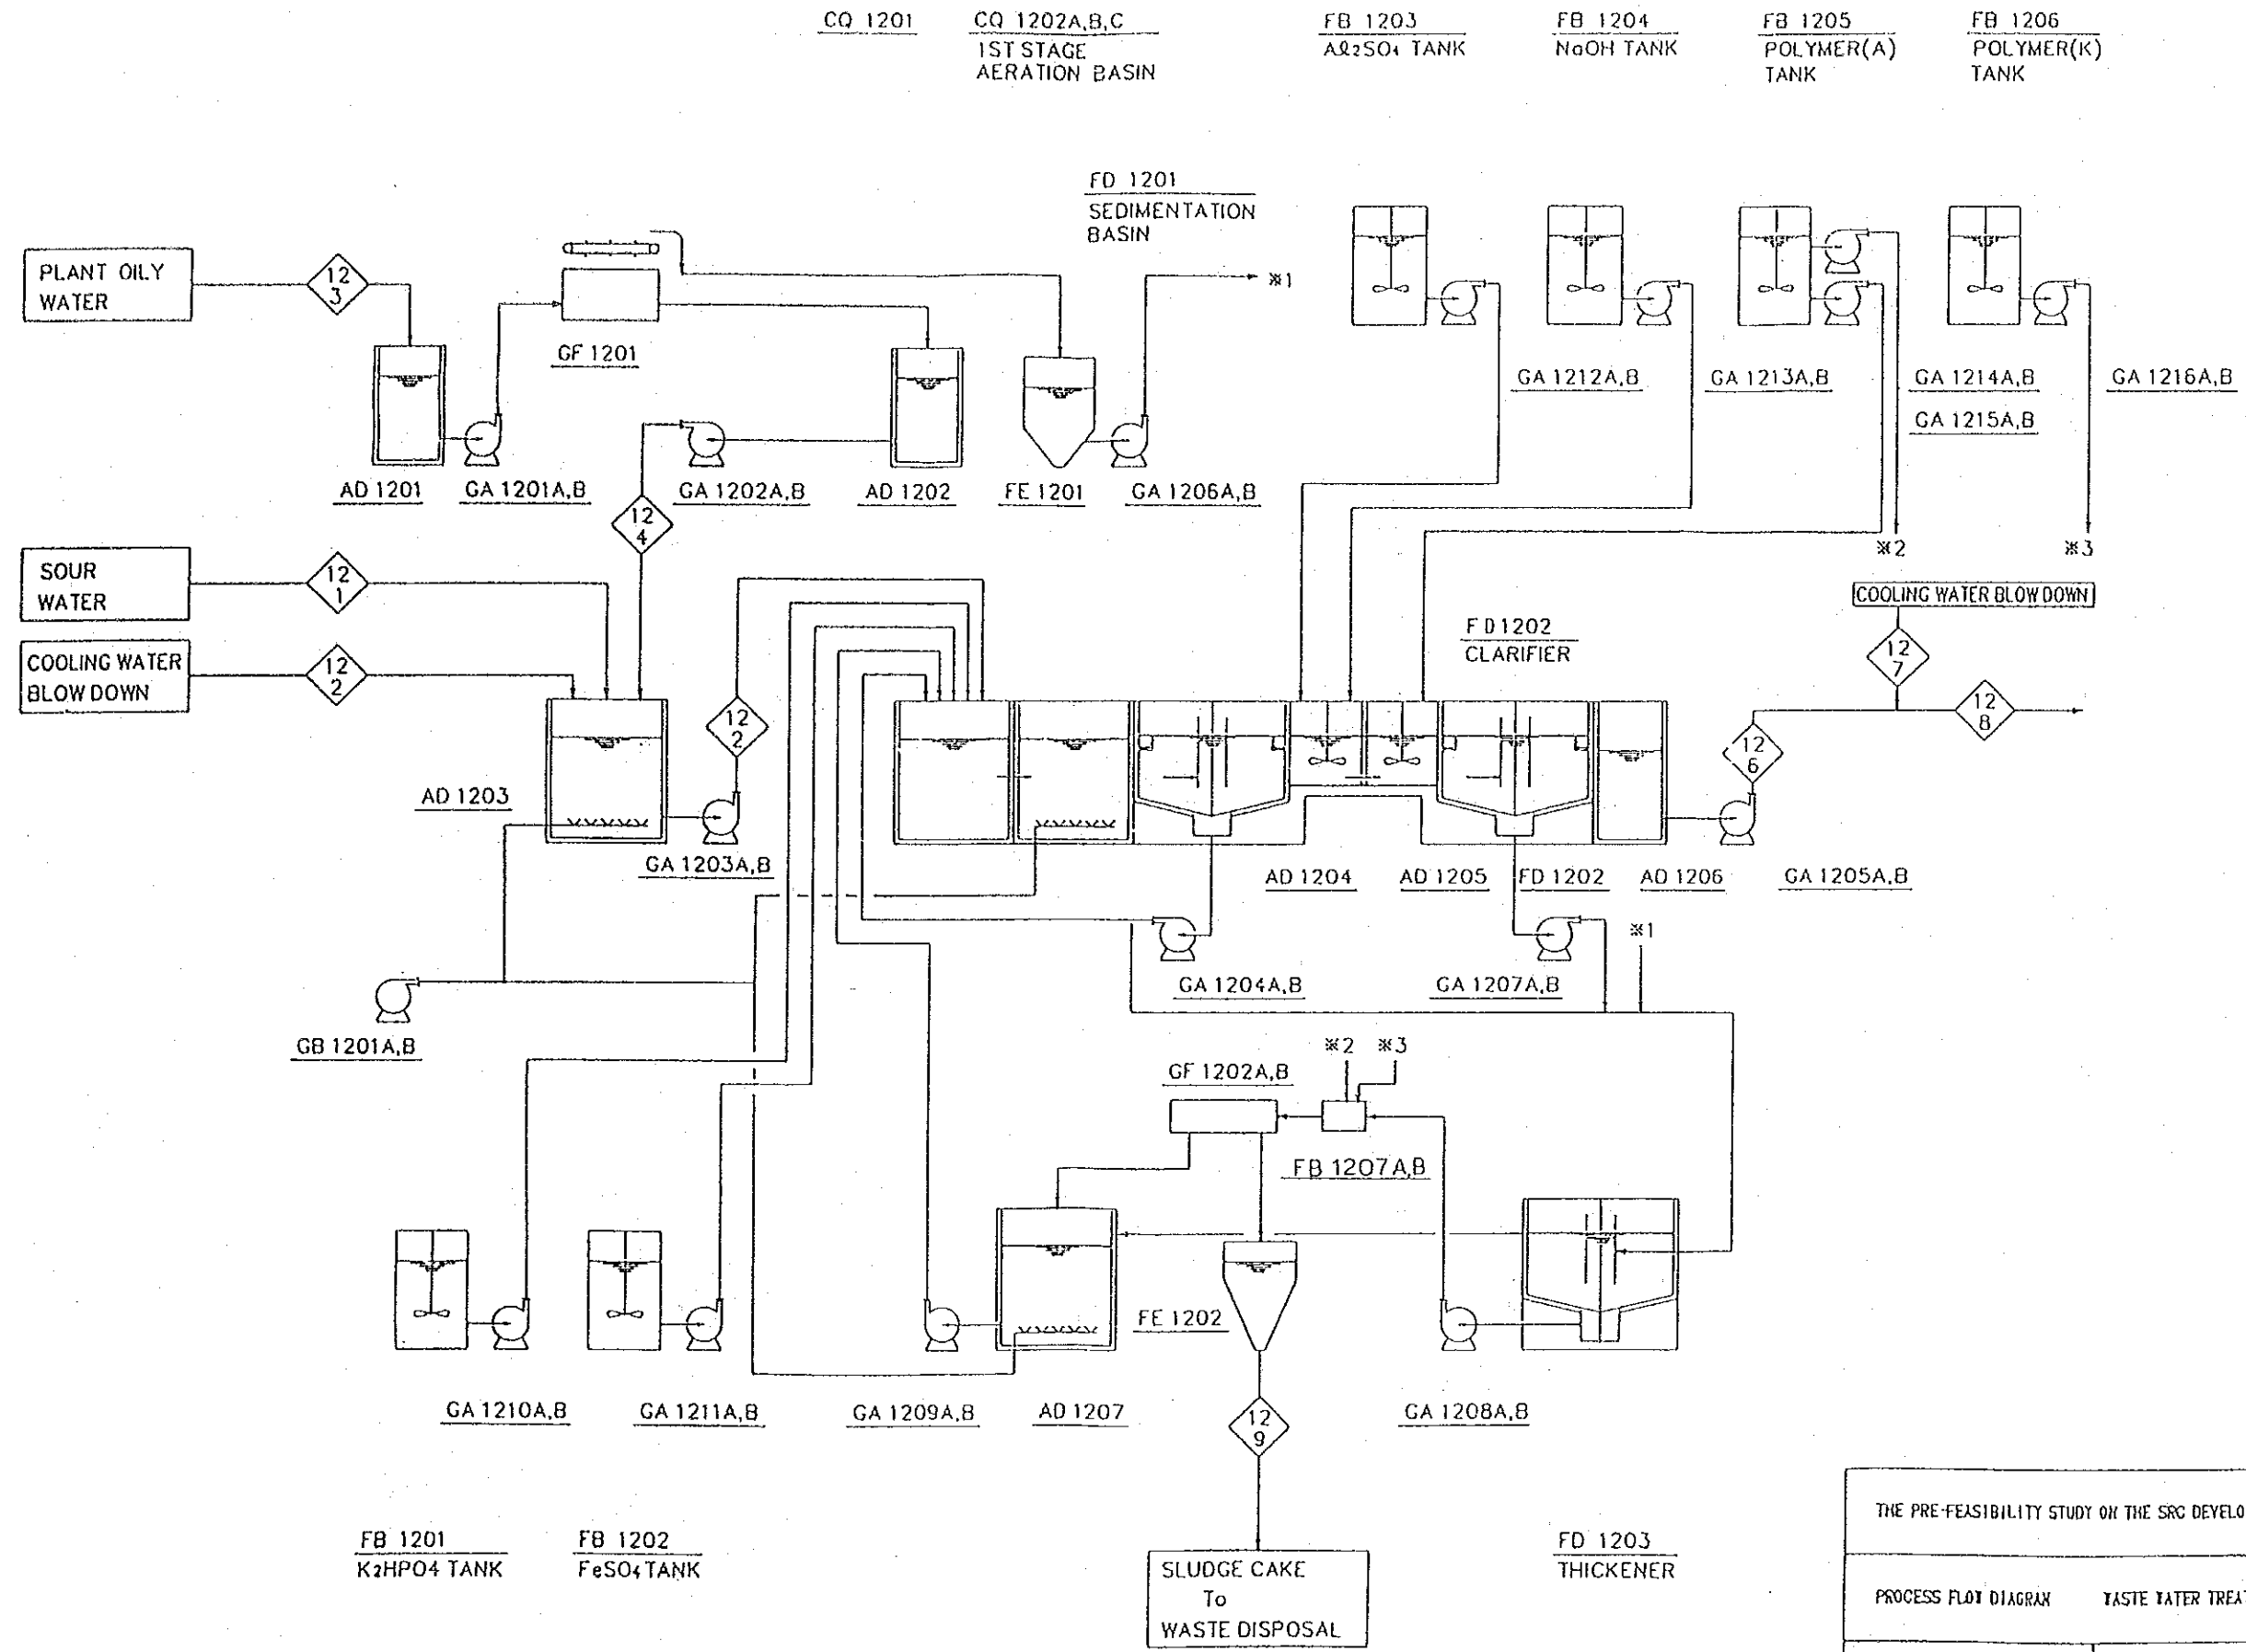 CQ 1201
CQ 1202A,B,C
1ST STAGE
AERATION BASIN
FB 1203
Aℓ2SO4 TANK
FB 1204
NaOH TANK
FB 1205
POLYMER(A)
TANK
FB 1206
POLYMER(K)
TANK
FD 1201
SEDIMENTATION
BASIN
PLANT OILY
WATER
12
3
※1
GF 1201
GA 1212A,B
GA 1213A,B
GA 1214A,B
GA 1215A,B
GA 1216A,B
AD 1201
GA 1201A,B
GA 1202A,B
AD 1202
FE 1201
GA 1206A,B
12
4
※2
※3
SOUR
WATER
12
1
COOLING WATER BLOW DOWN
COOLING WATER
BLOW DOWN
12
2
FD1202
CLARIFIER
12
7
12
2
12
8
12
6
AD 1203
GA 1203A,B
AD 1204
AD 1205
FD 1202
AD 1206
GA 1205A,B
※1
GA 1204A,B
GA 1207A,B
GB 1201A,B
※2
※3
GF 1202A,B
FB 1207A,B
FE 1202
GA 1210A,B
GA 1211A,B
GA 1209A,B
AD 1207
GA 1208A,B
12
9
FB 1201
K2HPO4 TANK
FB 1202
FeSO4 TANK
SLUDGE CAKE
To
WASTE DISPOSAL
FD 1203
THICKENER
THE PRE-FEASIBILITY STUDY ON THE SRC DEVELO
PROCESS FLOW DIAGRAM WASTE WATER TREAT